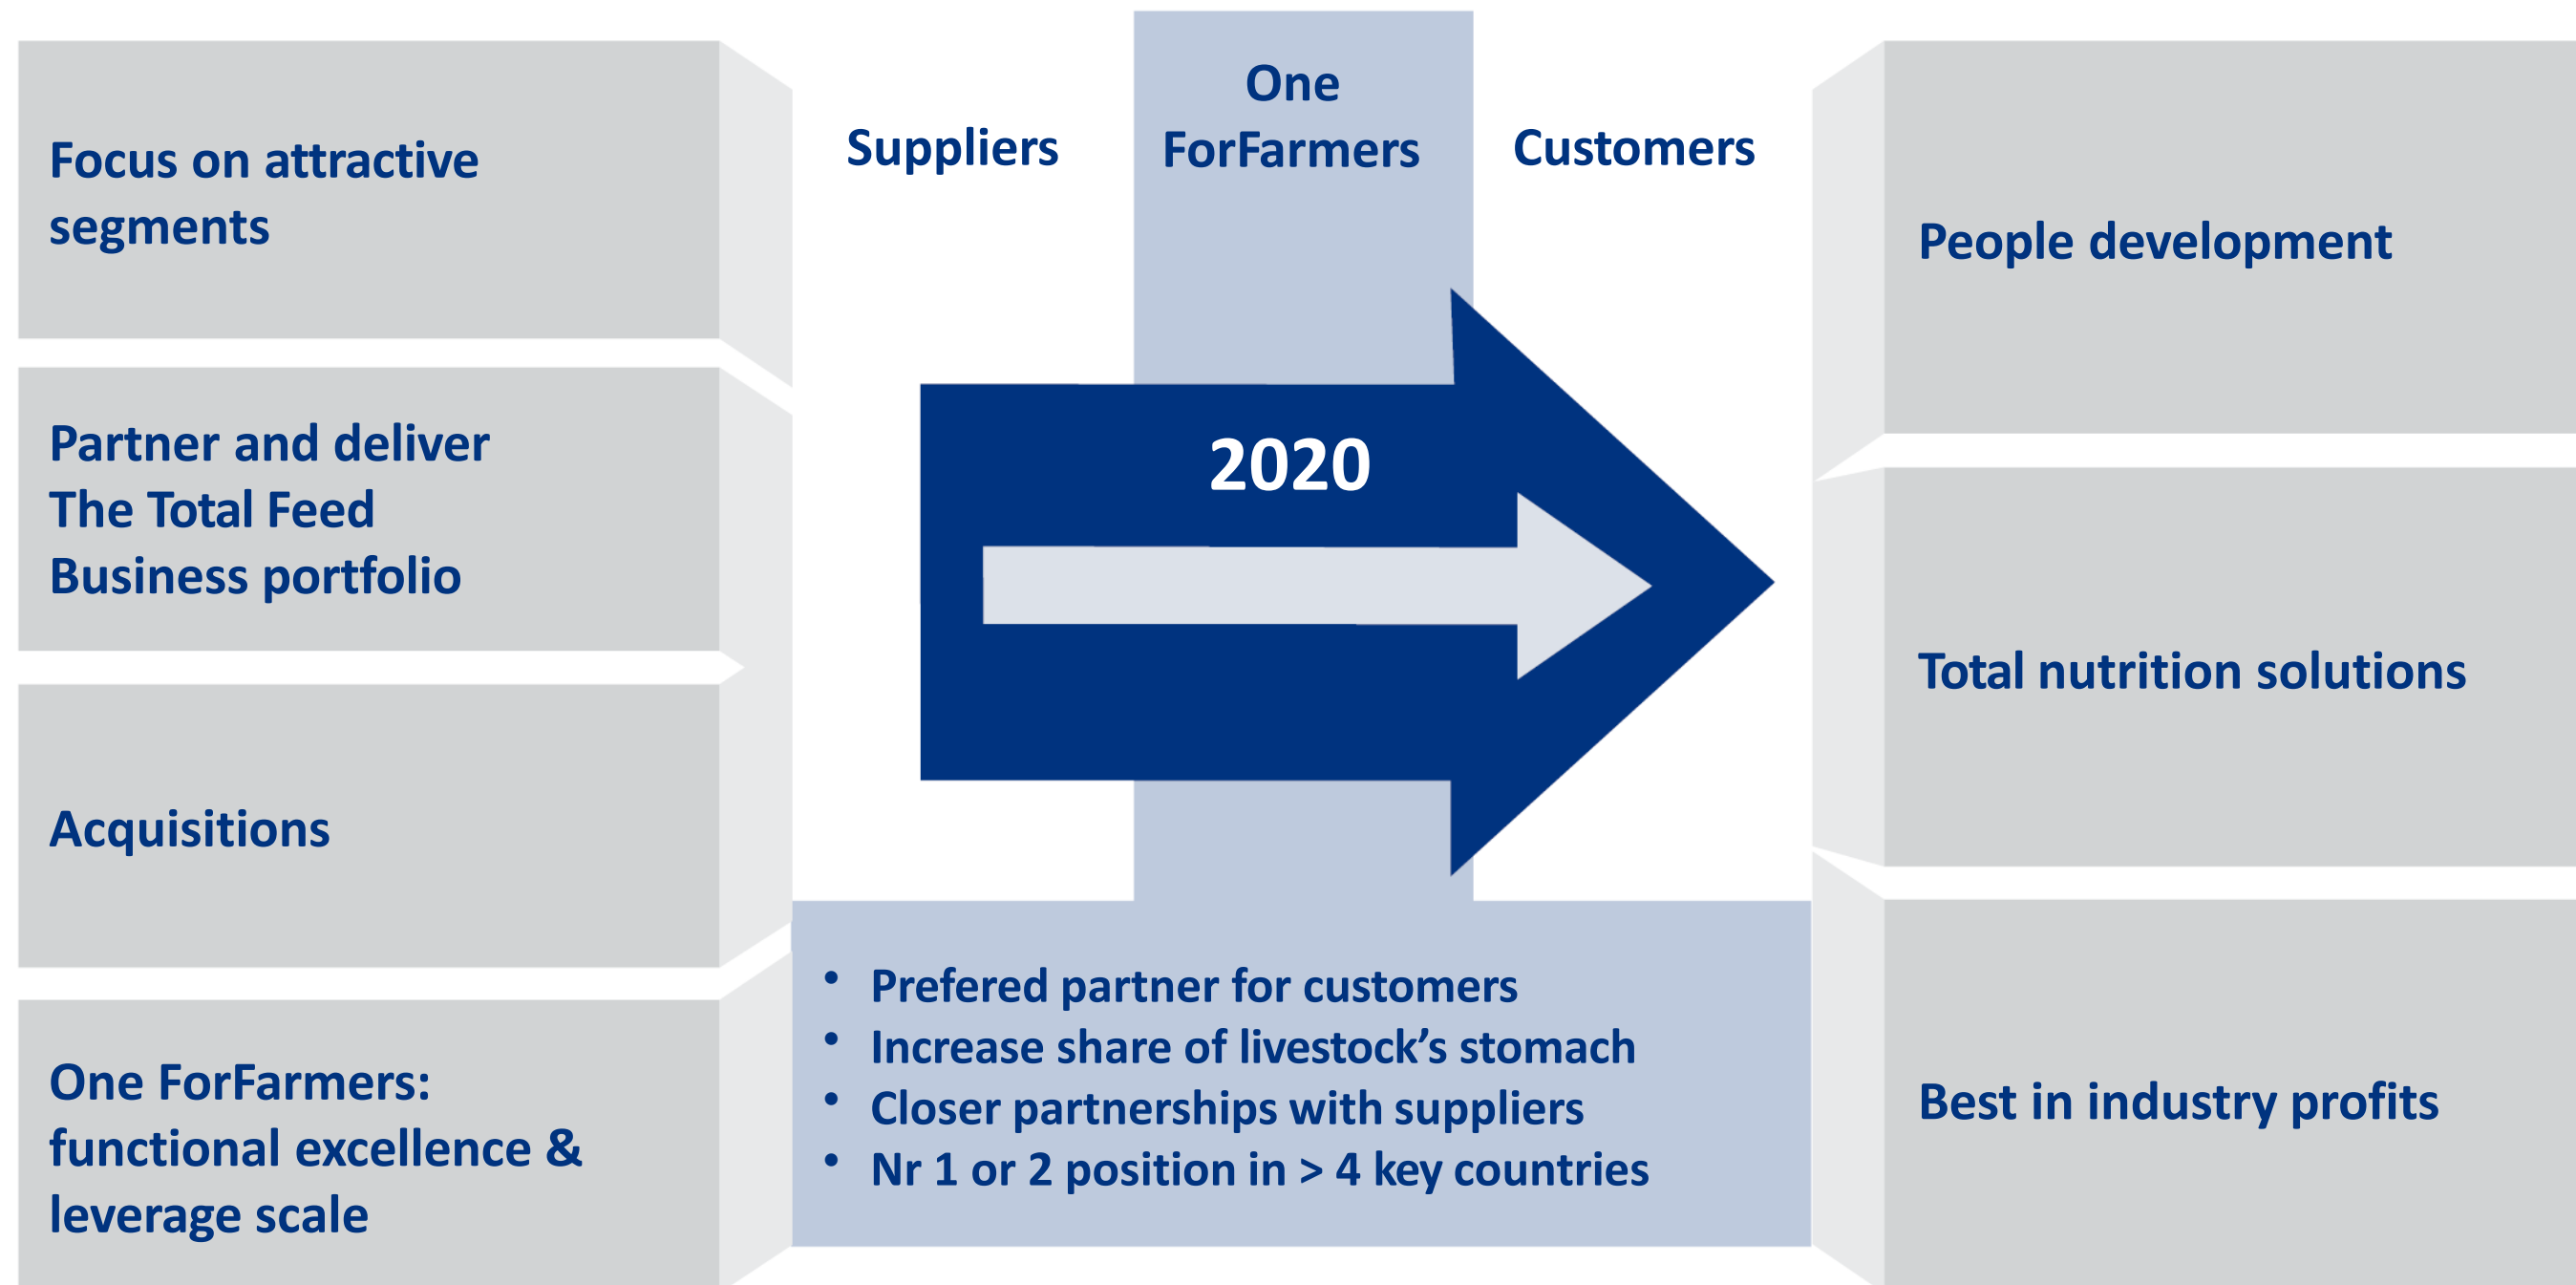 Focus on attractive
segments
Partner and deliver
The Total Feed
Business portfolio
Acquisitions
One ForFarmers:
functional excellence &
leverage scale
Suppliers
One
ForFarmers
Customers
2020
• Prefered partner for customers
• Increase share of livestock’s stomach
• Closer partnerships with suppliers
• Nr 1 or 2 position in > 4 key countries
People development
Total nutrition solutions
Best in industry profits